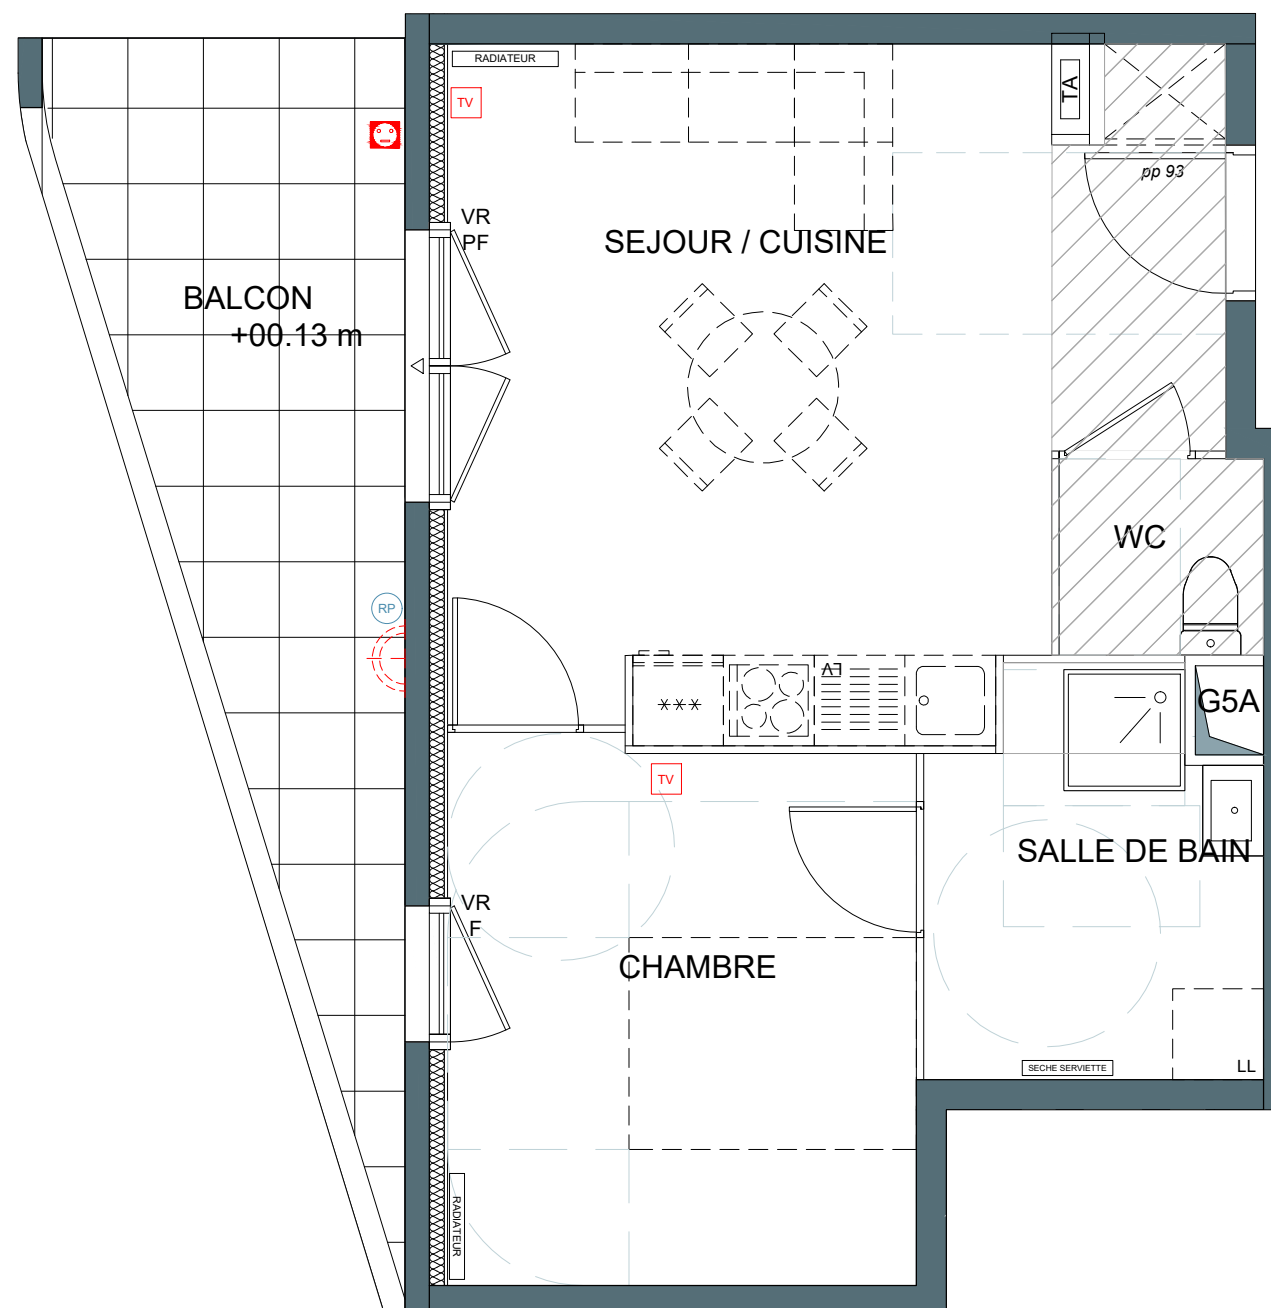 RADIATEUR
TV
TA
pp 93
VR
PF
SEJOUR / CUISINE
BALCON
+00.13 m
WC
RP
LV
***
G5A
TV
SALLE DE BAIN
VR
F
CHAMBRE
SECHE SERVIETTE
LL
RADIATEUR